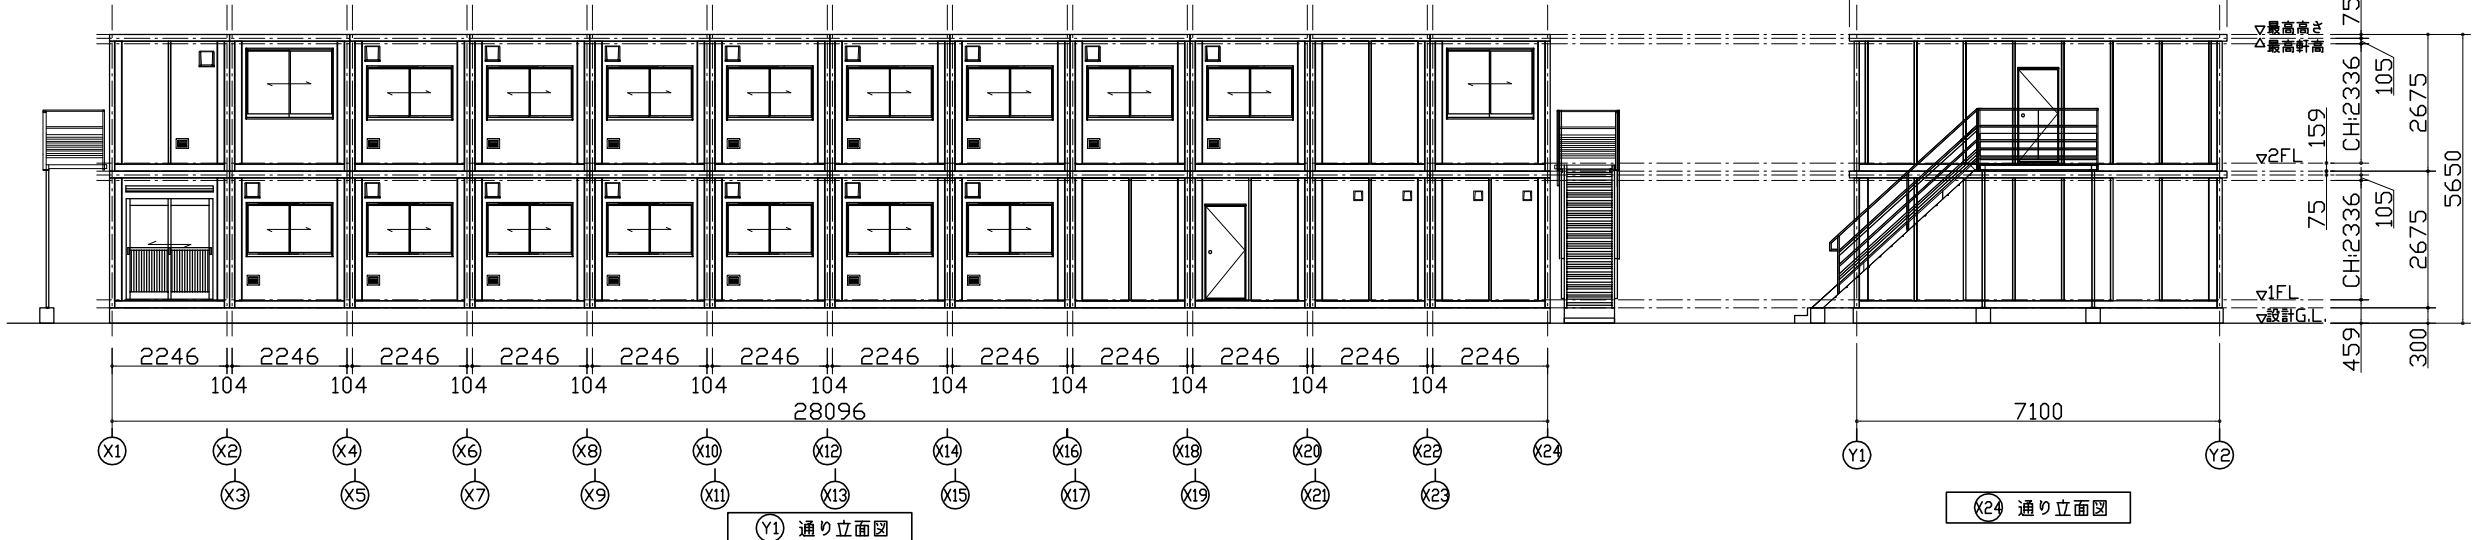 ▽最高高さ
△最高軒高
▽2FL
▽1FL
▽設計G.L.
75
105
CH:2336
2675
159
5650
75
105
CH:2336
2675
459
300
2246 2246 2246 2246 2246 2246 2246 2246 2246 2246 2246 2246
104 104 104 104 104 104 104 104 104 104 104
28096
7100
X1 X2 X4 X6 X8 X10 X12 X14 X16 X18 X20 X22 X24
X3 X5 X7 X9 X11 X13 X15 X17 X19 X21 X23
Y1 Y2
Y1 通り立面図
X24 通り立面図